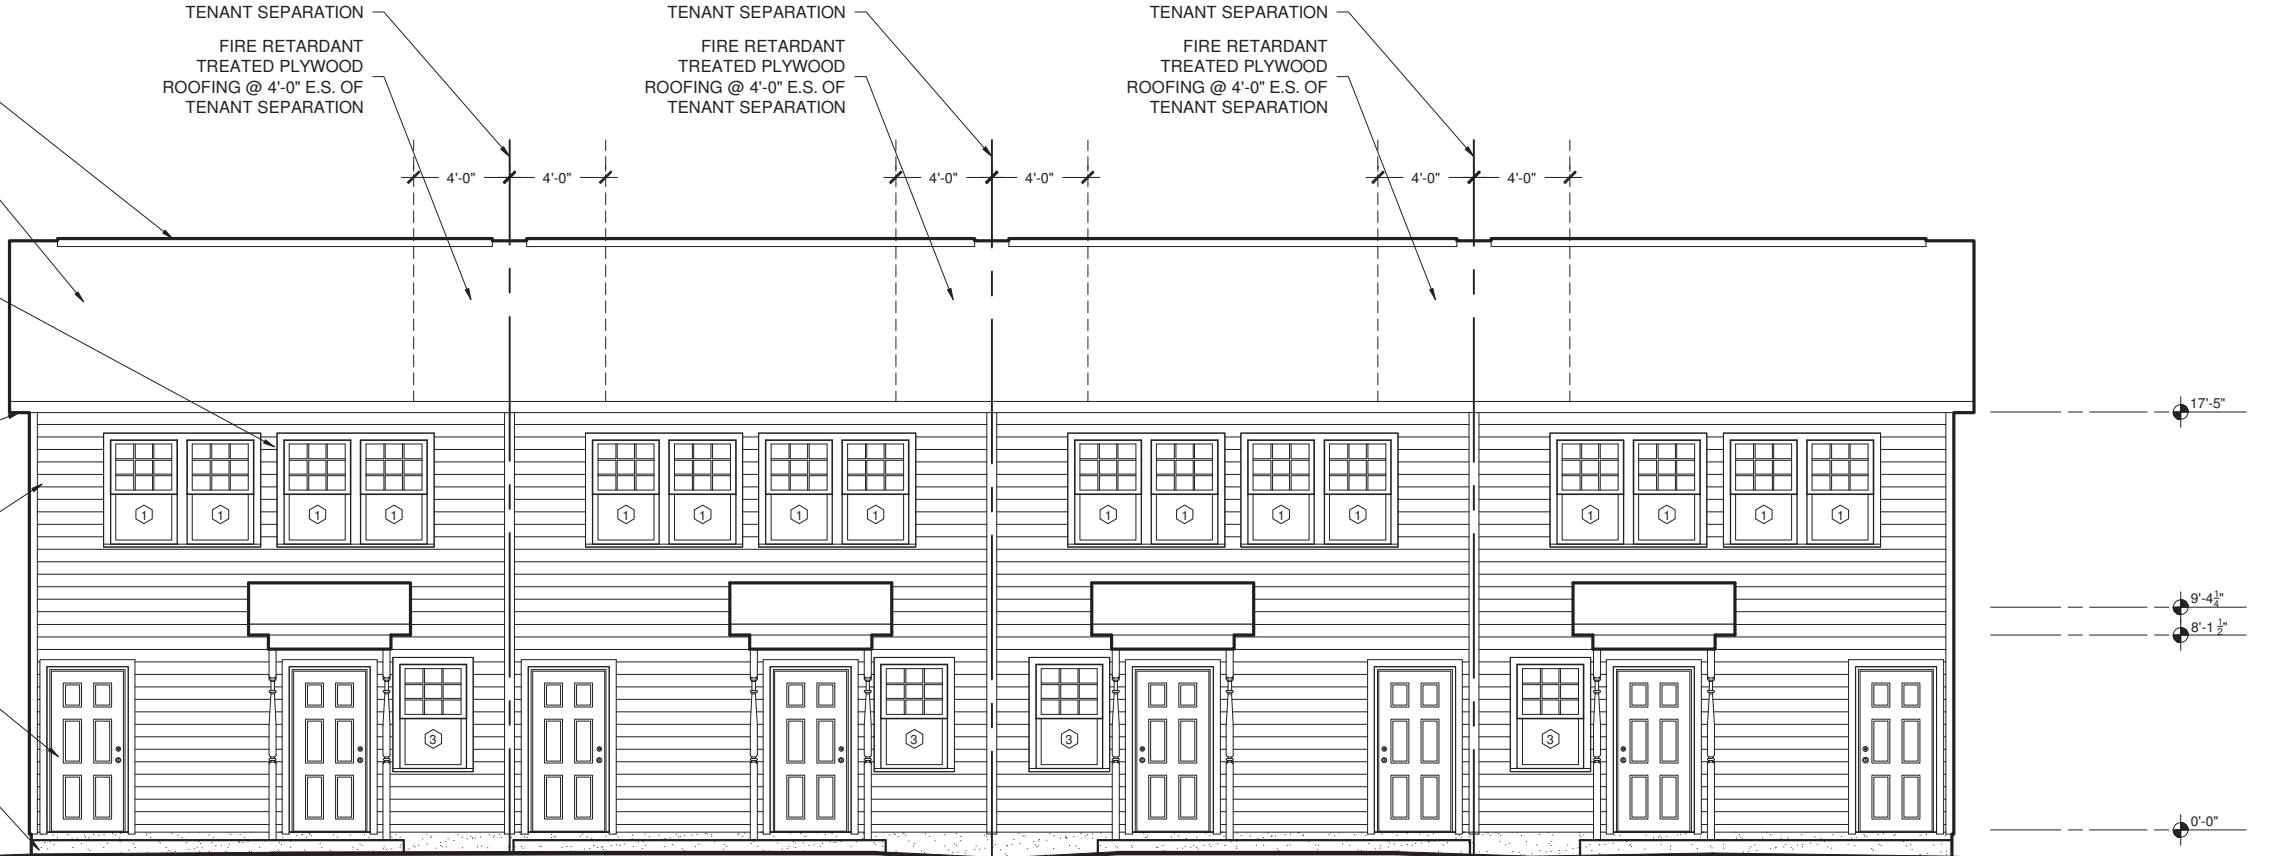 TENANT SEPARATION
FIRE RETARDANT
TREATED PLYWOOD
ROOFING @ 4'-0" E.S. OF
TENANT SEPARATION
TENANT SEPARATION
FIRE RETARDANT
TREATED PLYWOOD
ROOFING @ 4'-0" E.S. OF
TENANT SEPARATION
TENANT SEPARATION
FIRE RETARDANT
TREATED PLYWOOD
ROOFING @ 4'-0" E.S. OF
TENANT SEPARATION
4'-0" 4'-0" 4'-0" 4'-0" 4'-0" 4'-0"
17'-5"
1 1 1 1 1 1 1 1 1 1 1 1 1 1 1 1
9'-4 1/4"
8'-1 1/2"
3 3 3 3
0'-0"